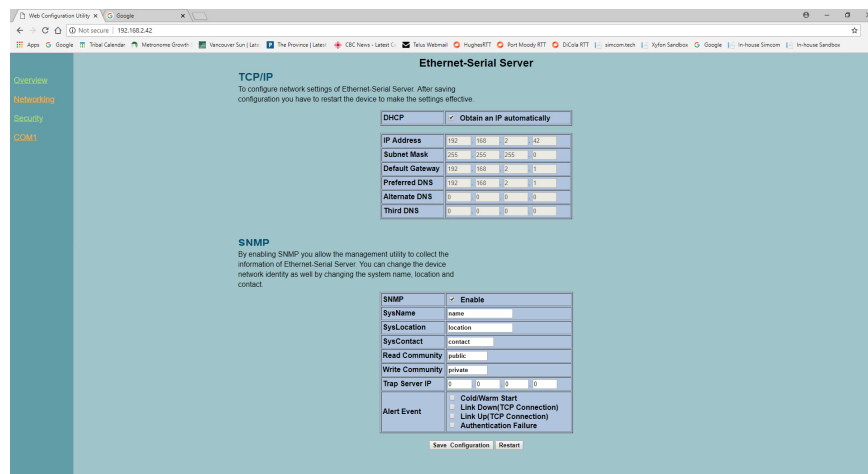 Web Configuration Utility
Google
Not secure | 192.168.2.42
Apps Google Tribal Calendar Metronome Growth Vancouver Sun | Late The Province | Latest CBC News - Latest C Telus Webmail HughesRTT Port Moody RTT DiCola RTT simcomtech Xyfon Sandbox Google In-house Simcom In-house Sandbox
Ethernet-Serial Server
Overview
Networking
Security
COM1
TCP/IP
To configure network settings of Ethernet-Serial Server. After saving
configuration you have to restart the device to make the settings effective.
DHCP Obtain an IP automatically
IP Address 192 168 2 42
Subnet Mask 255 255 255 0
Default Gateway 192 168 2 1
Preferred DNS 192 168 2 1
Alternate DNS 0 0 0 0
Third DNS 0 0 0 0
SNMP
By enabling SNMP you allow the management utility to collect the
information of Ethernet-Serial Server. You can change the device
network identity as well by changing the system name, location and
contact.
SNMP Enable
SysName name
SysLocation location
SysContact contact
Read Community public
Write Community private
Trap Server IP 0 0 0 0
Alert Event
Cold/Warm Start
Link Down(TCP Connection)
Link Up(TCP Connection)
Authentication Failure
Save Configuration Restart